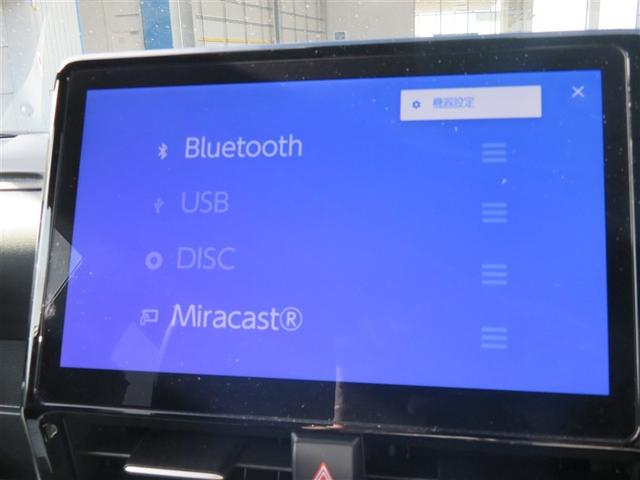 機器設定
Bluetooth
USB
DISC
Miracast®